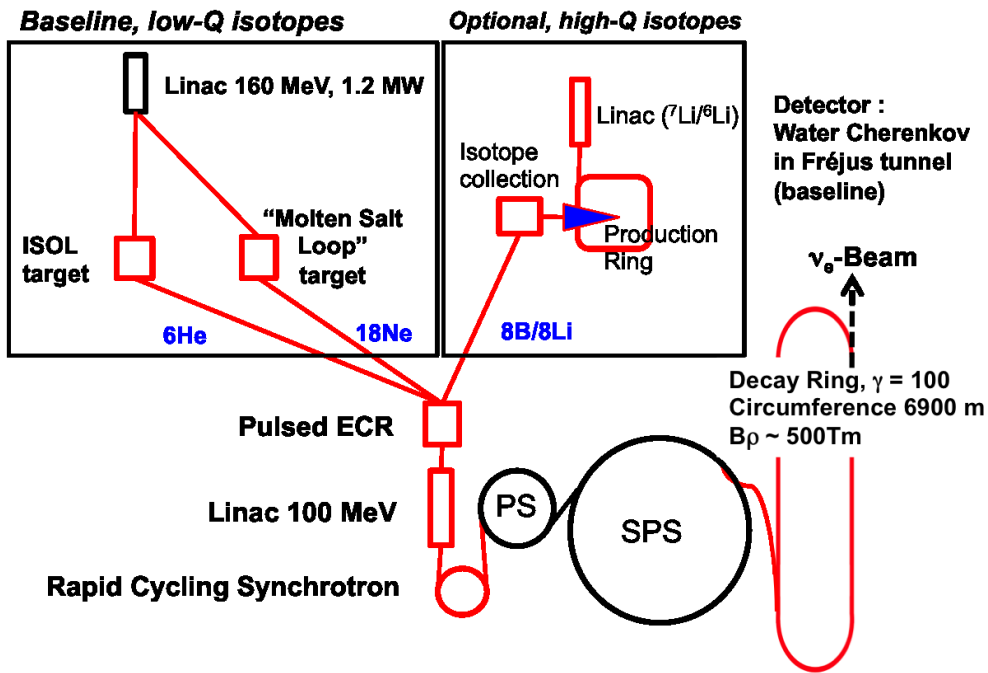 Baseline, low-Q isotopes
Optional, high-Q isotopes
Linac 160 MeV, 1.2 MW
Linac (⁷Li/⁶Li)
Detector :
Water Cherenkov
in Fréjus tunnel
(baseline)
Isotope
collection
"Molten Salt
Loop"
target
ISOL
target
Production
Ring
νe-Beam
6He
18Ne
8B/8Li
Decay Ring, γ = 100
Circumference 6900 m
Bρ ~ 500Tm
Pulsed ECR
Linac 100 MeV
PS
SPS
Rapid Cycling Synchrotron